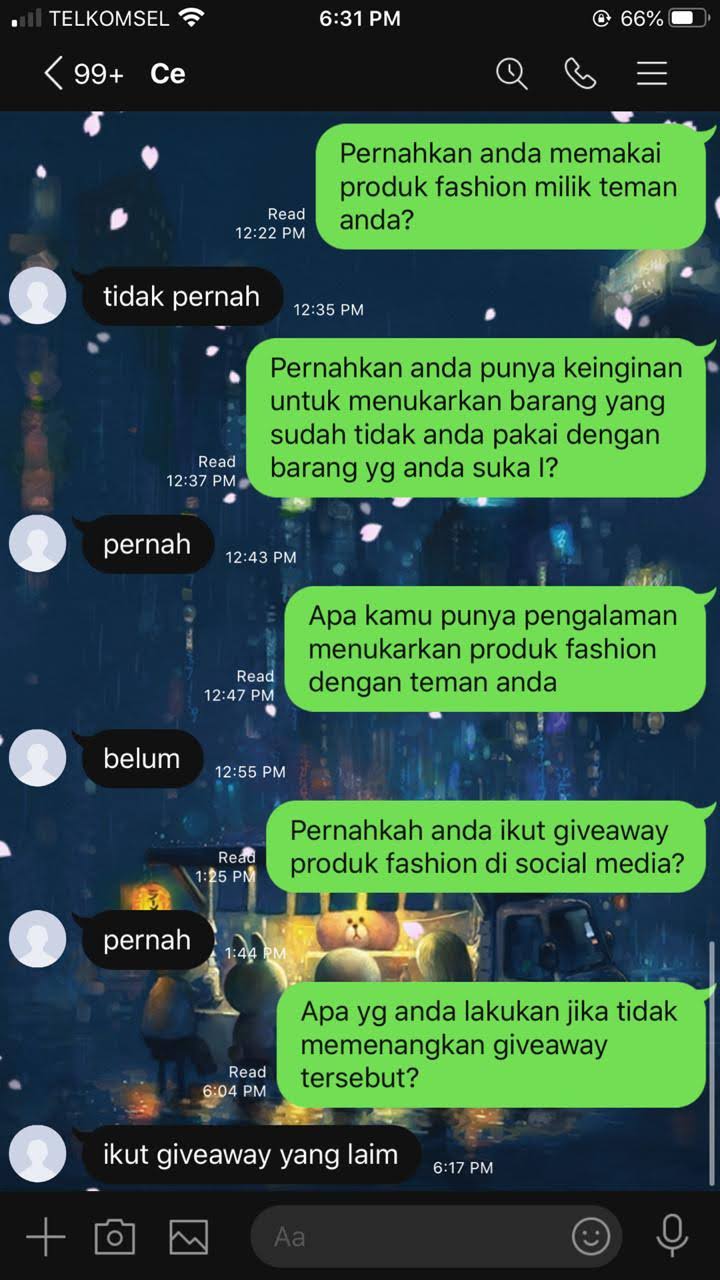 TELKOMSEL 6:31 PM 66%
99+ Ce
Pernahkan anda memakai
produk fashion milik teman
anda?
Read
12:22 PM
tidak pernah
12:35 PM
Pernahkan anda punya keinginan
untuk menukarkan barang yang
sudah tidak anda pakai dengan
barang yg anda suka I?
Read
12:37 PM
pernah
12:43 PM
Apa kamu punya pengalaman
menukarkan produk fashion
dengan teman anda
Read
12:47 PM
belum
12:55 PM
Pernahkah anda ikut giveaway
produk fashion di social media?
Read
1:25 PM
pernah
1:44 PM
Apa yg anda lakukan jika tidak
memenangkan giveaway
tersebut?
Read
6:04 PM
ikut giveaway yang laim
6:17 PM
Aa